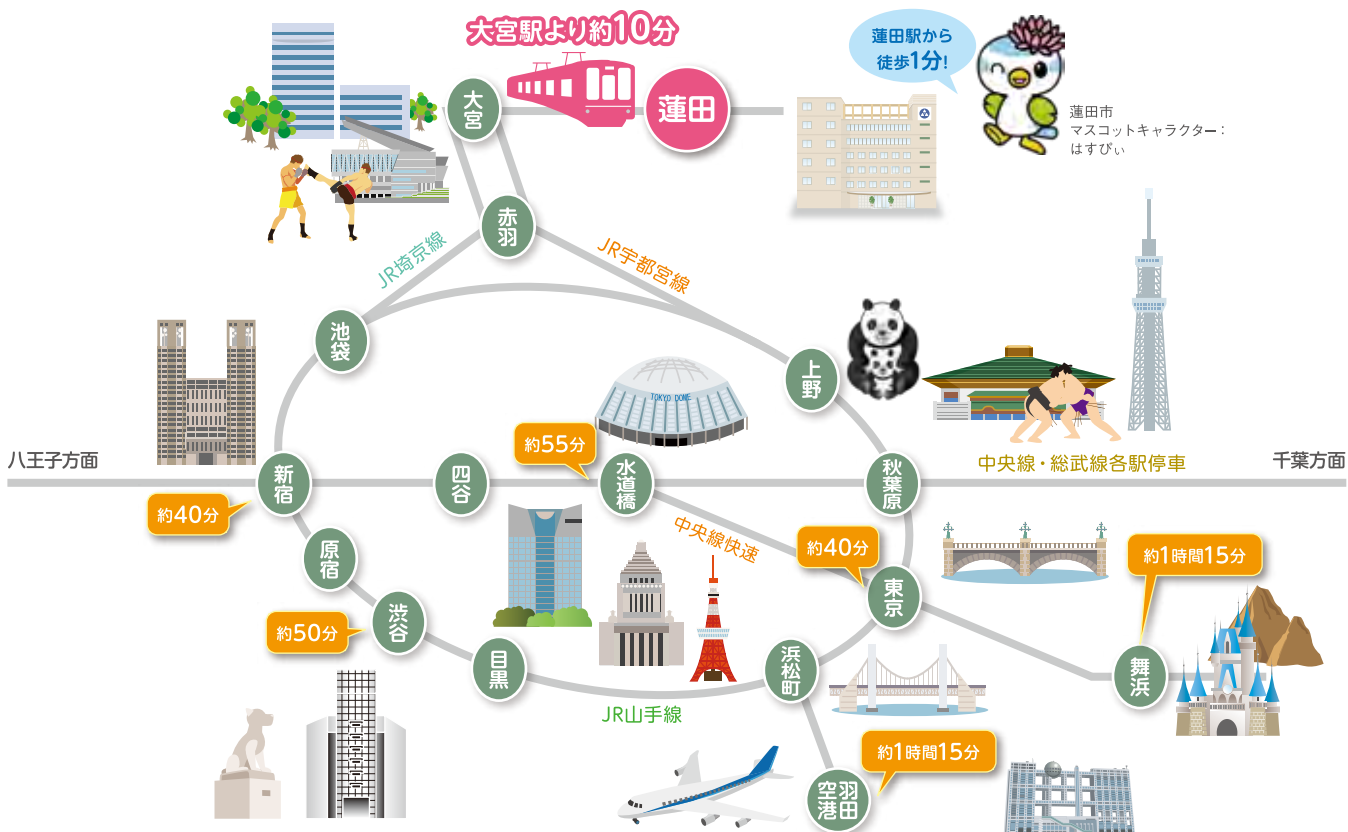 大宮駅より約10分
蓮田駅から
徒歩1分!
大宮
蓮田
蓮田市
マスコットキャラクター：
はすぴぃ
赤羽
JR埼京線
JR宇都宮線
池袋
上野
TOKYO DOME
約55分
八王子方面
中央線・総武線各駅停車
千葉方面
新宿
四谷
水道橋
秋葉原
約40分
中央線快速
約40分
約1時間15分
原宿
東京
渋谷
約50分
目黒
浜松町
舞浜
JR山手線
約1時間15分
羽田空港